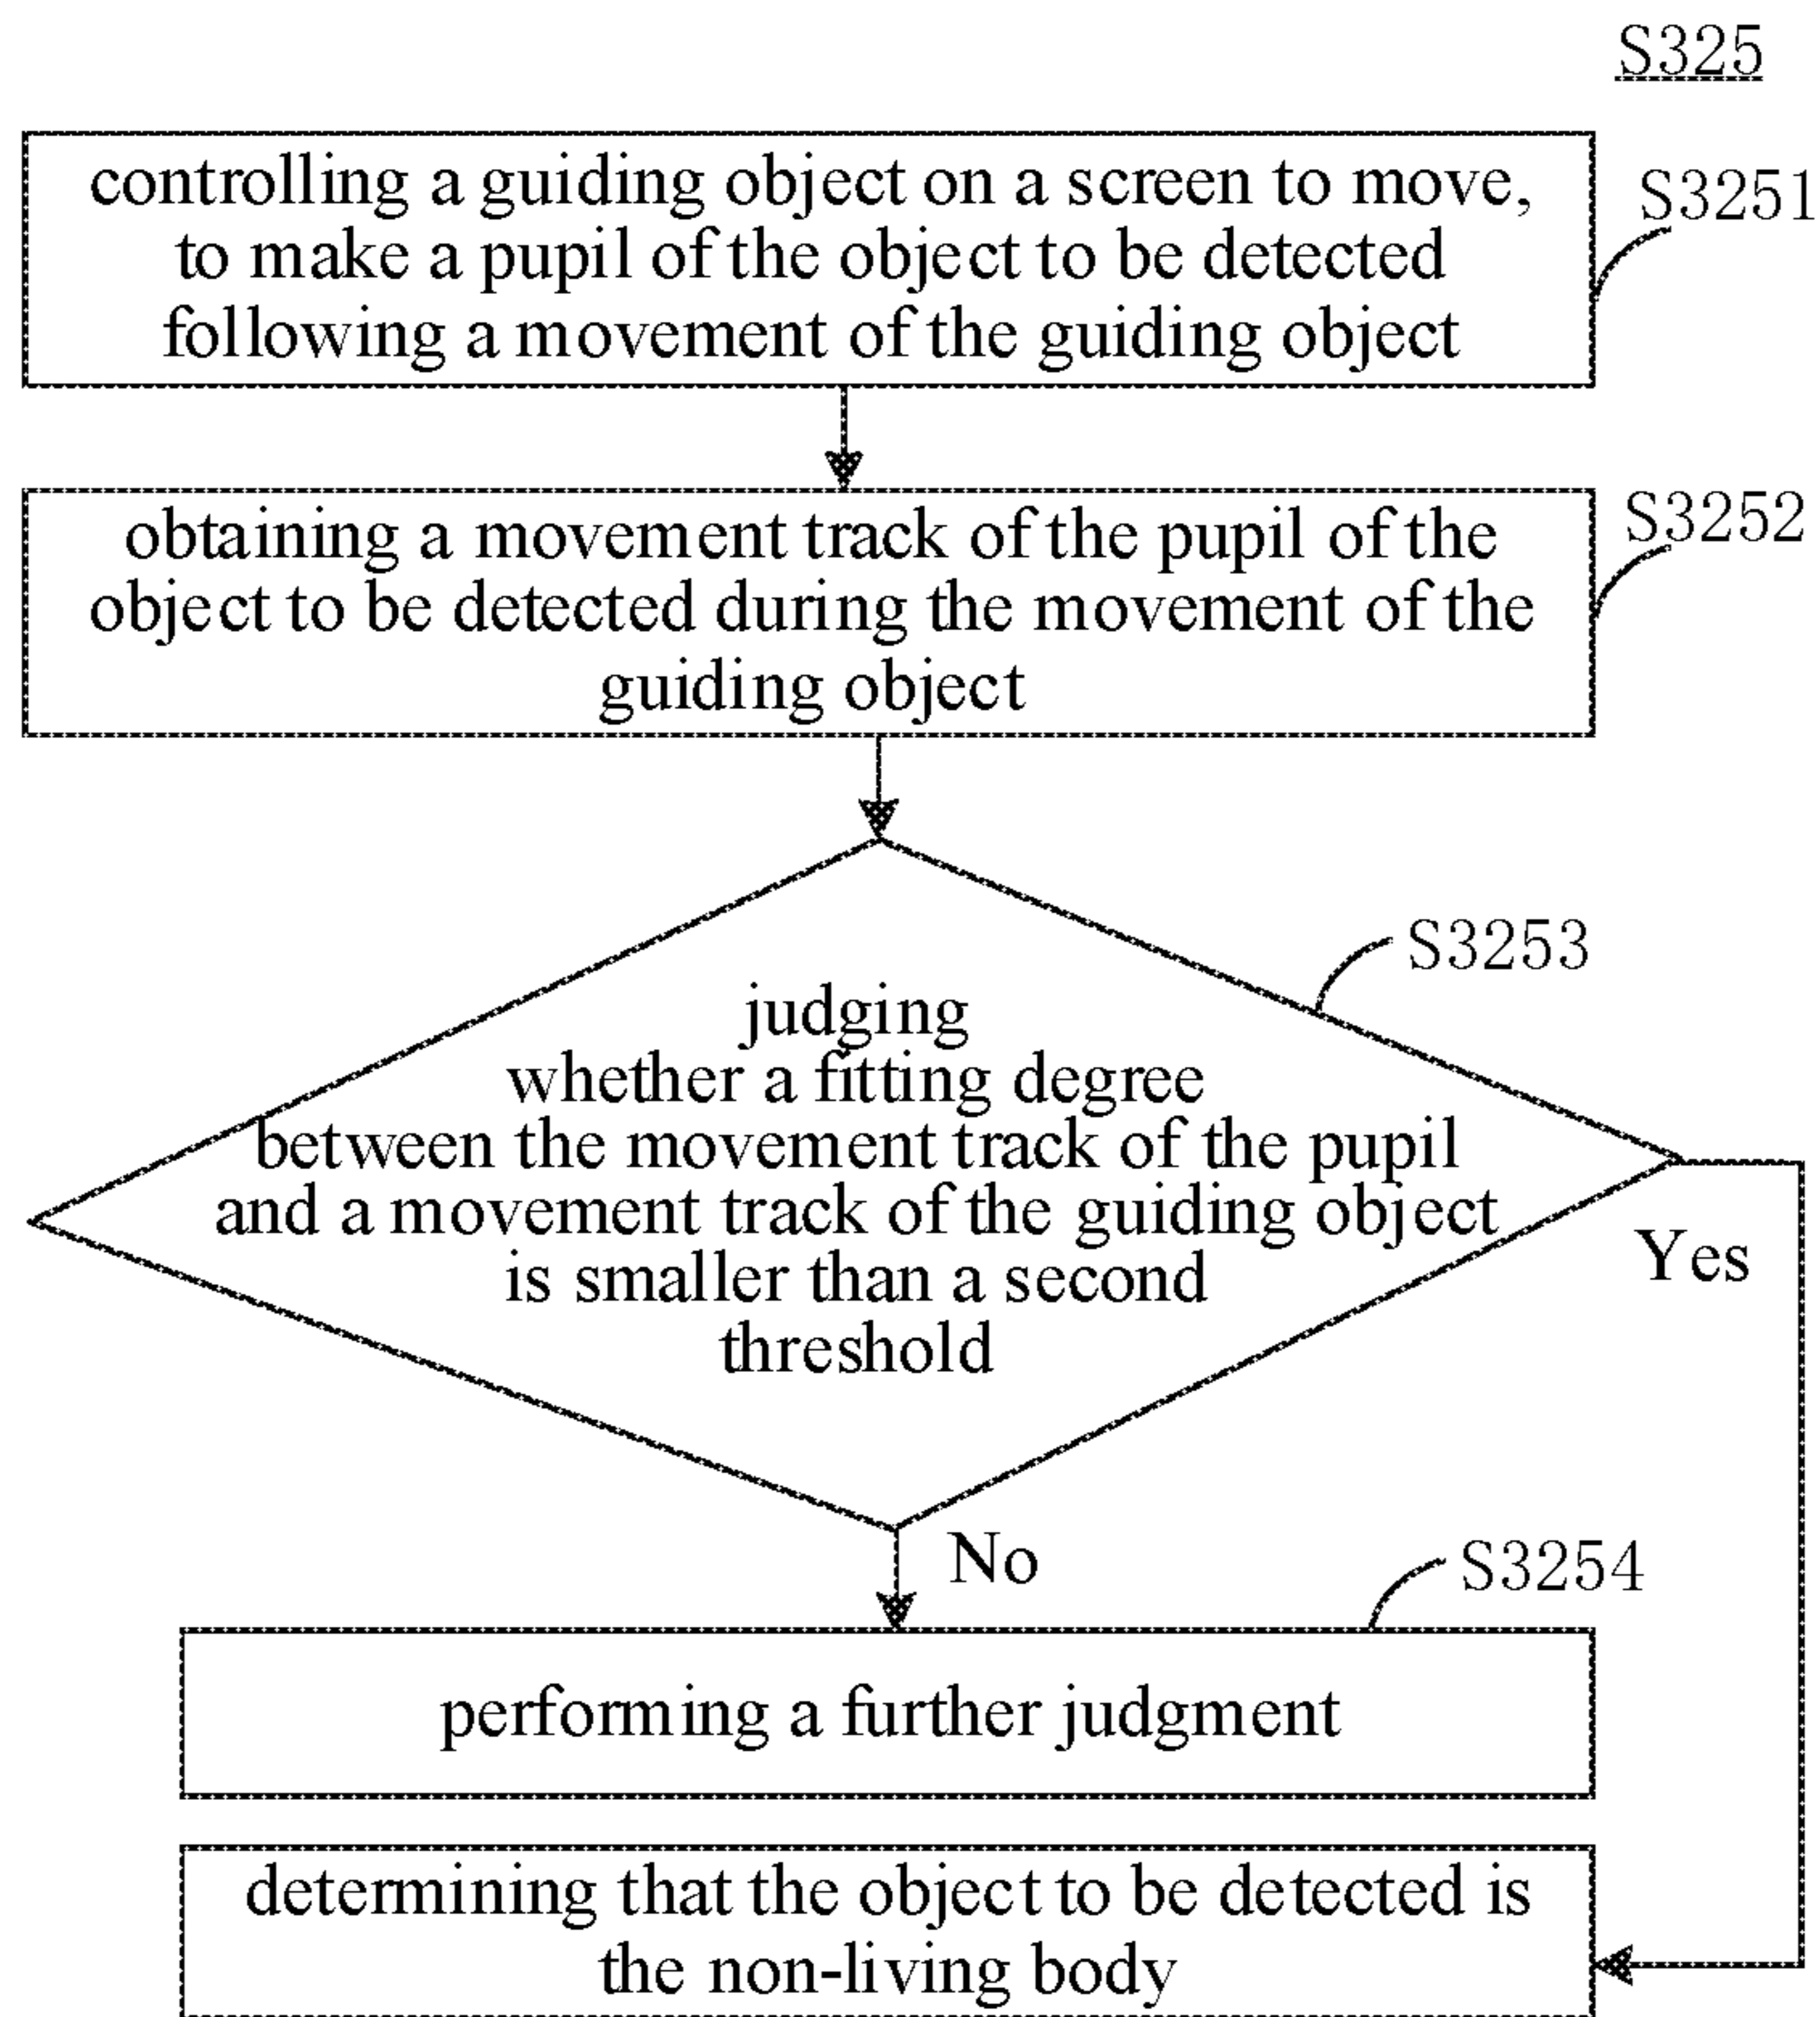 S325
controlling a guiding object on a screen to move,
to make a pupil of the object to be detected
following a movement of the guiding object
S3251
obtaining a movement track of the pupil of the
object to be detected during the movement of the
guiding object
S3252
S3253
judging
whether a fitting degree
between the movement track of the pupil
and a movement track of the guiding object
is smaller than a second
threshold
Yes
No
S3254
performing a further judgment
determining that the object to be detected is
the non-living body